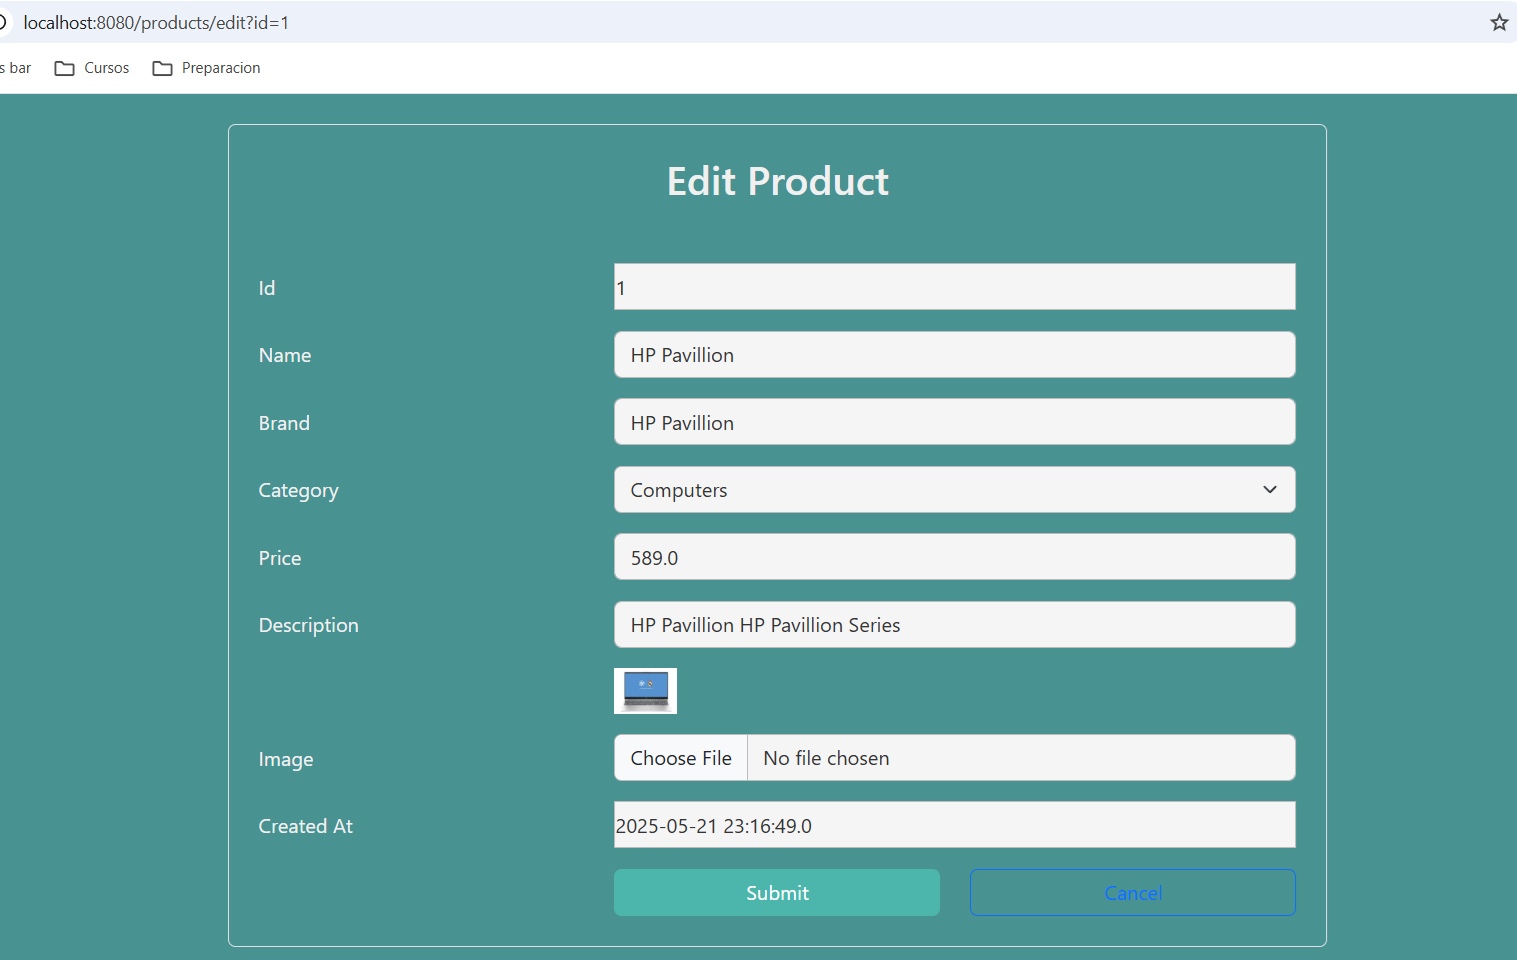 localhost:8080/products/edit?id=1
s bar Cursos Preparacion
Edit Product
Id 1
Name HP Pavillion
Brand HP Pavillion
Category Computers
Price 589.0
Description HP Pavillion HP Pavillion Series
Image Choose File No file chosen
Created At 2025-05-21 23:16:49.0
Submit Cancel